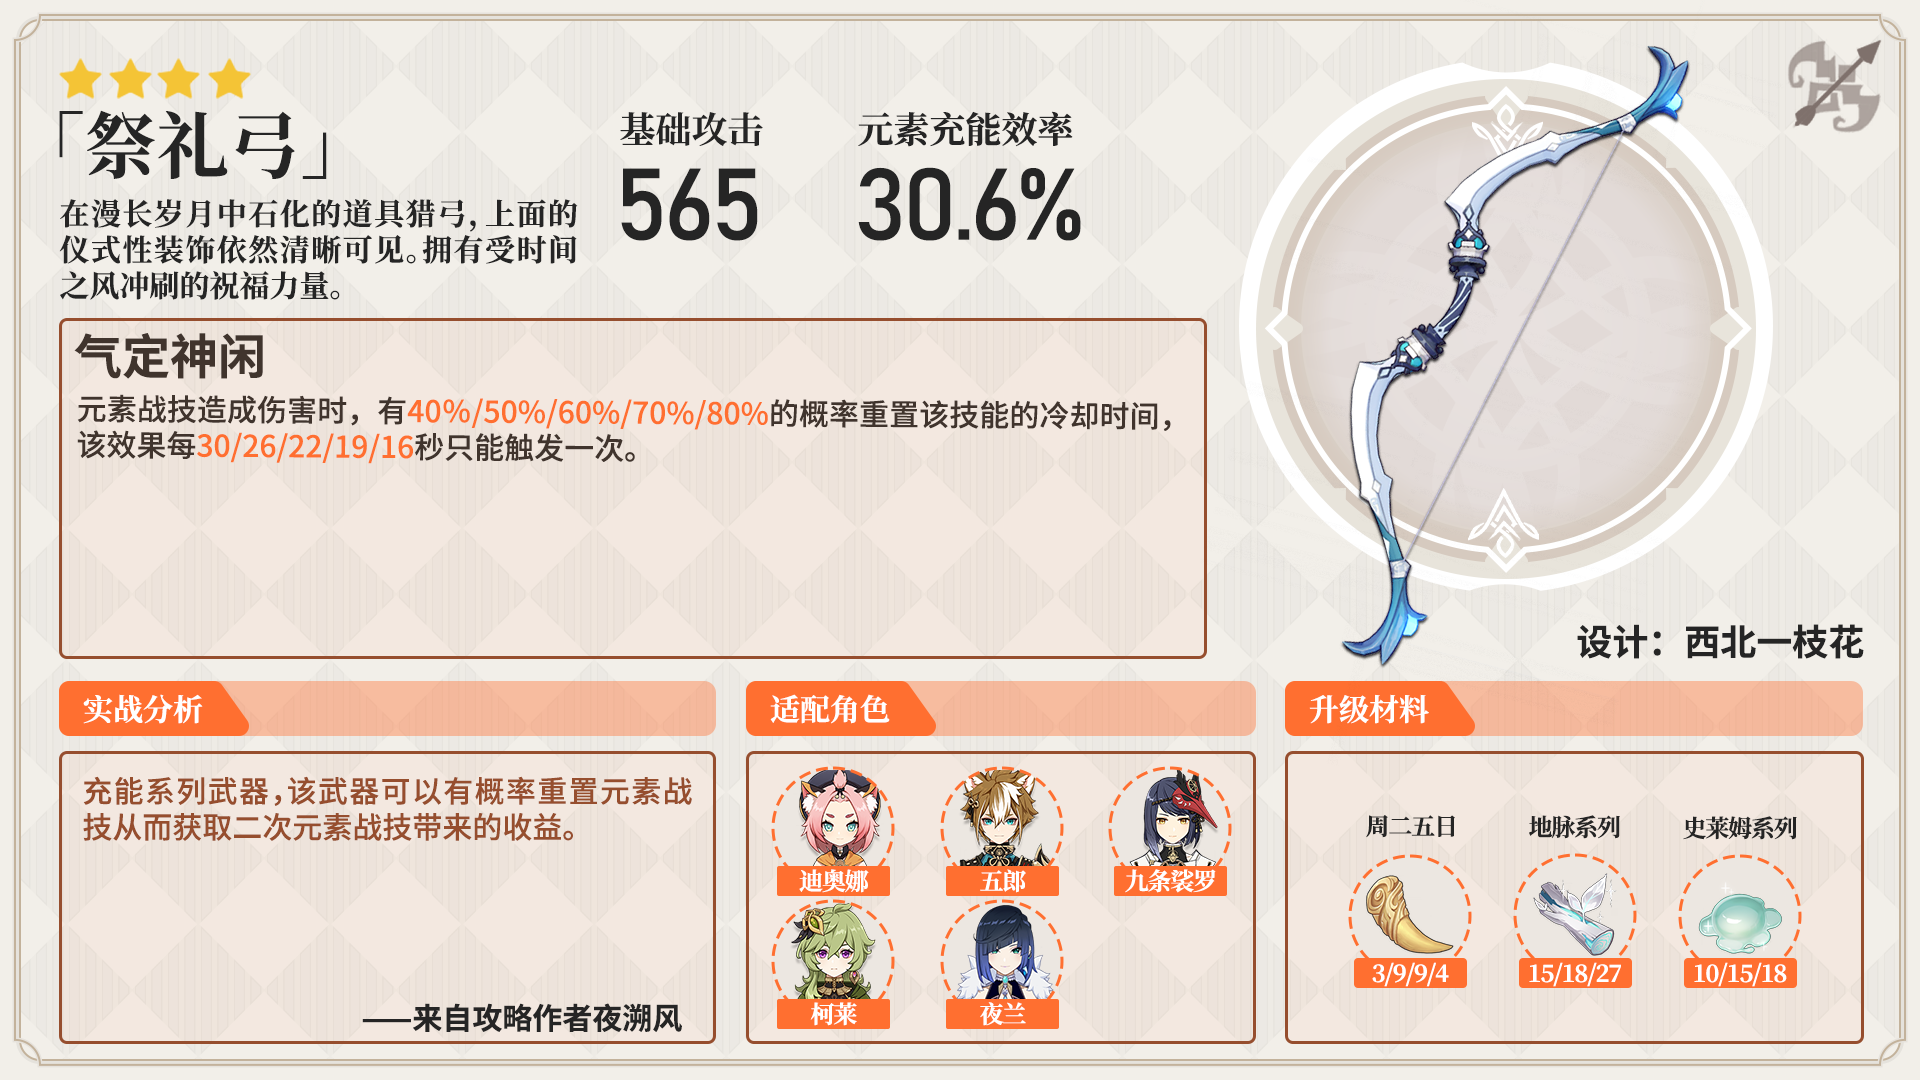 「祭礼弓」
在漫长岁月中石化的道具猎弓,上面的
仪式性装饰依然清晰可见。拥有受时间
之风冲刷的祝福力量。
基础攻击
565
元素充能效率
30.6%
气定神闲
元素战技造成伤害时，有40%/50%/60%/70%/80%的概率重置该技能的冷却时间，
该效果每30/26/22/19/16秒只能触发一次。
设计：西北一枝花
实战分析
充能系列武器,该武器可以有概率重置元素战
技从而获取二次元素战技带来的收益。
——来自攻略作者夜溯风
适配角色
迪奥娜
五郎
九条裟罗
柯莱
夜兰
升级材料
周二五日
地脉系列
史莱姆系列
3/9/9/4
15/18/27
10/15/18